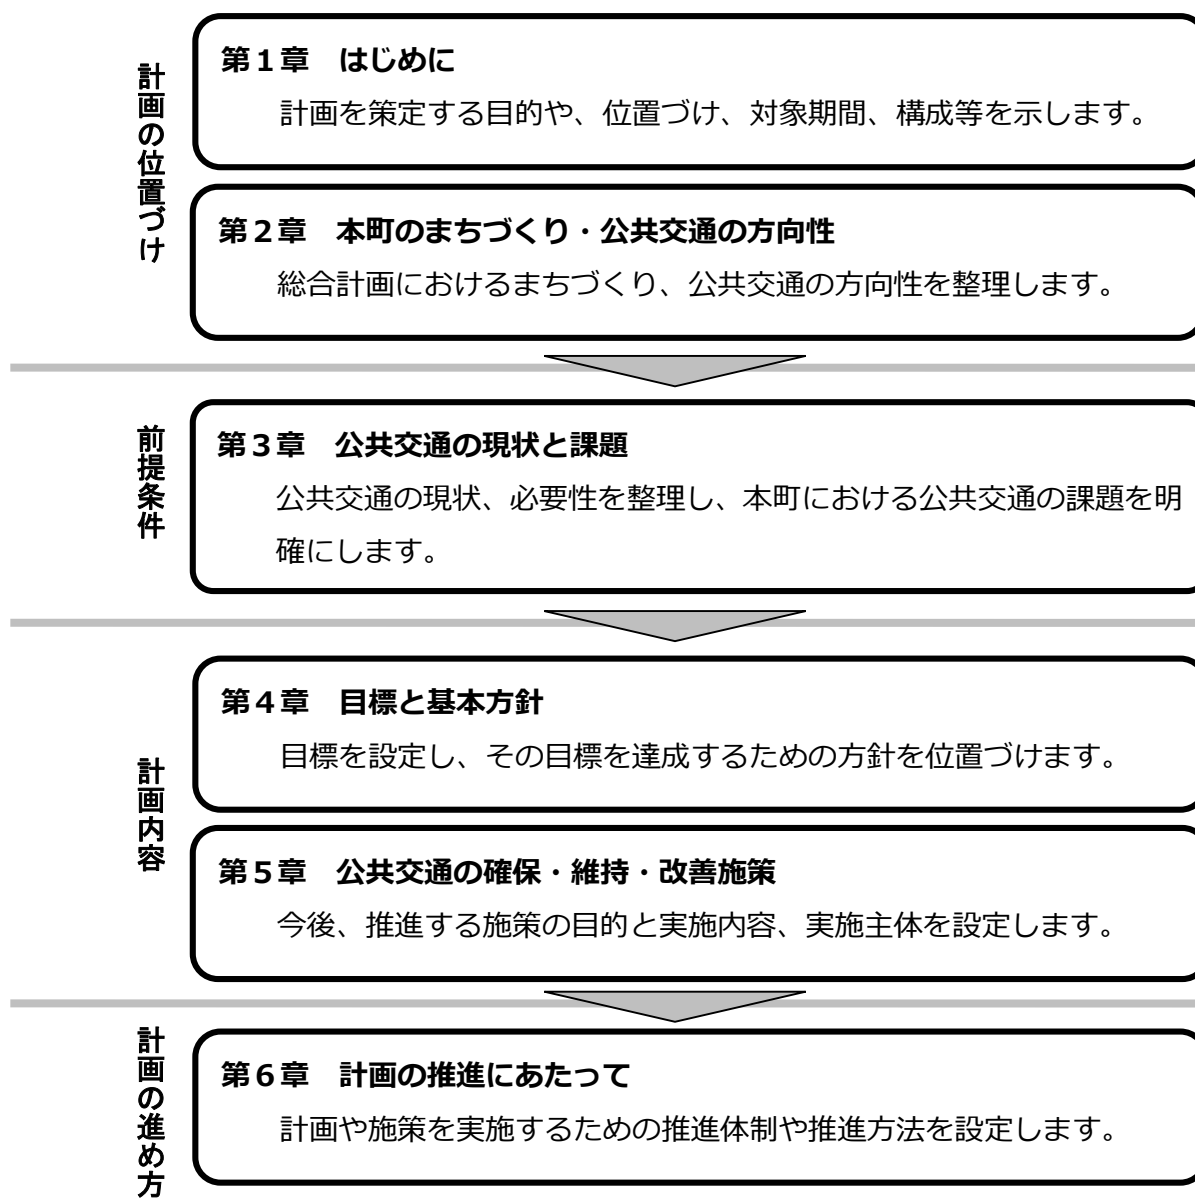 計画の位置づけ
第１章　はじめに
計画を策定する目的や、位置づけ、対象期間、構成等を示します。
第２章　本町のまちづくり・公共交通の方向性
総合計画におけるまちづくり、公共交通の方向性を整理します。
前提条件
第３章　公共交通の現状と課題
公共交通の現状、必要性を整理し、本町における公共交通の課題を明
確にします。
計画内容
第４章　目標と基本方針
目標を設定し、その目標を達成するための方針を位置づけます。
第５章　公共交通の確保・維持・改善施策
今後、推進する施策の目的と実施内容、実施主体を設定します。
計画の進め方
第６章　計画の推進にあたって
計画や施策を実施するための推進体制や推進方法を設定します。